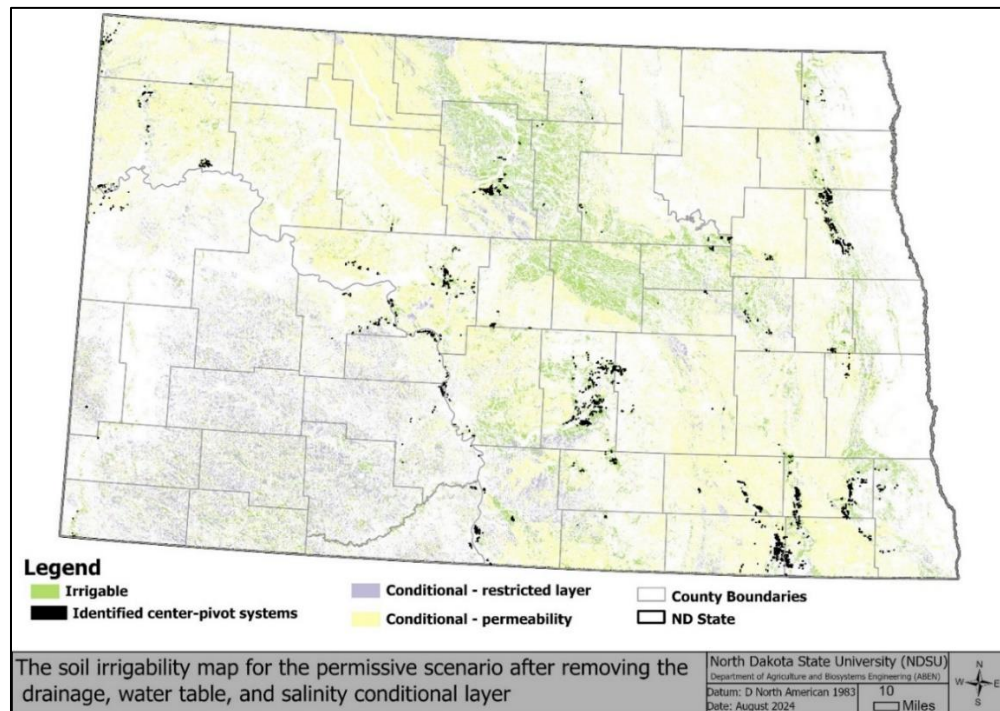 Legend
Irrigable
Identified center-pivot systems
Conditional - restricted layer
Conditional - permeability
County Boundaries
ND State
The soil irrigability map for the permissive scenario after removing the
drainage, water table, and salinity conditional layer
North Dakota State University (NDSU)
Department of Agriculture and Biosystems Engineering (ABEN)
Datum: D North American 1983
Date: August 2024
10
Miles
N
W E
S